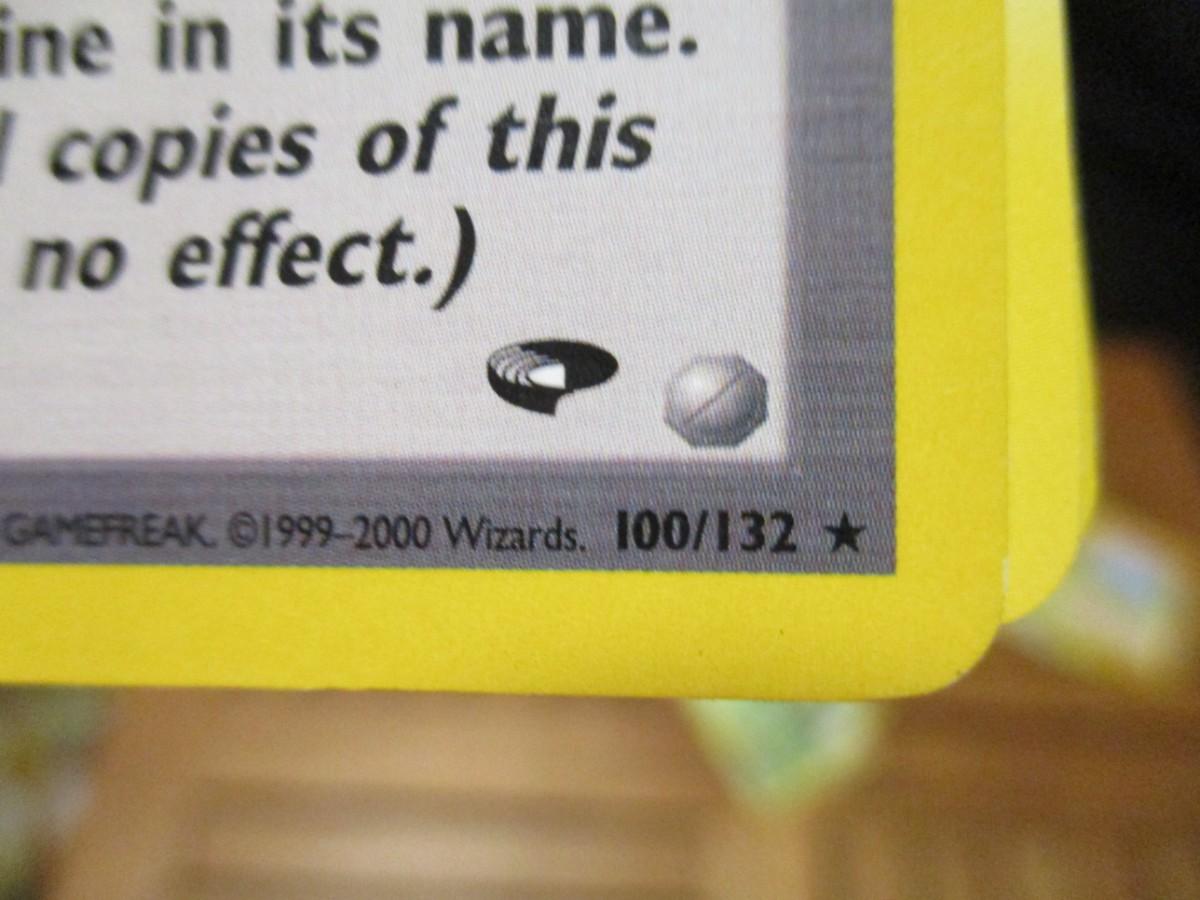 ine in its name.
copies of this
no effect.)
GAMEFREAK. ©1999–2000 Wizards. 100/132 ★